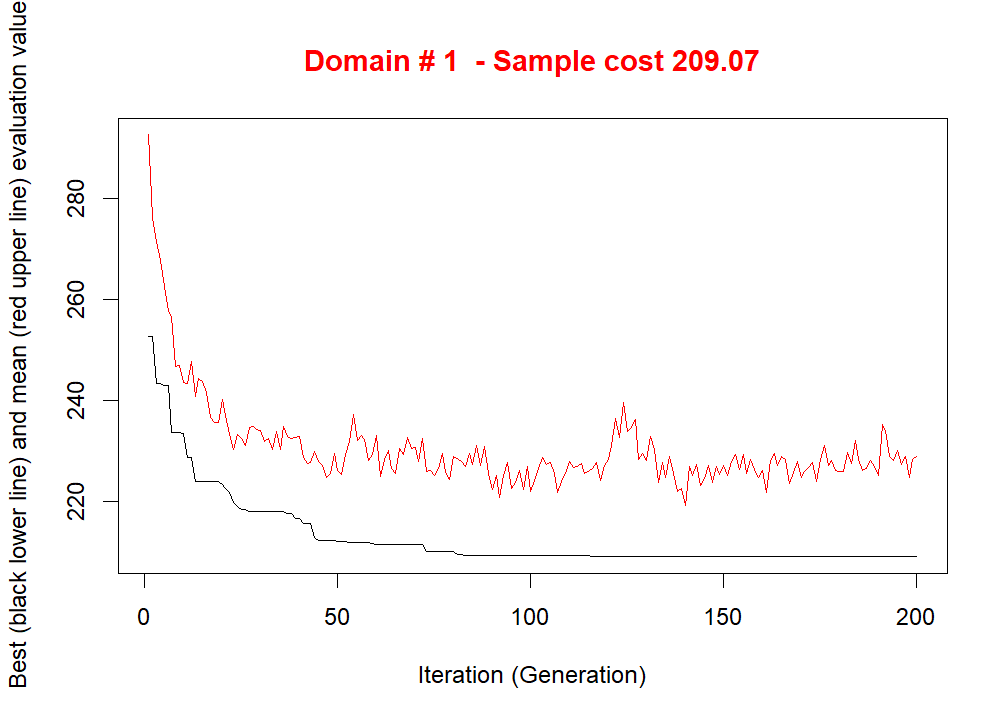 Domain # 1  - Sample cost 209.07
Best (black lower line) and mean (red upper line) evaluation value
280
260
240
220
0 50 100 150 200
Iteration (Generation)